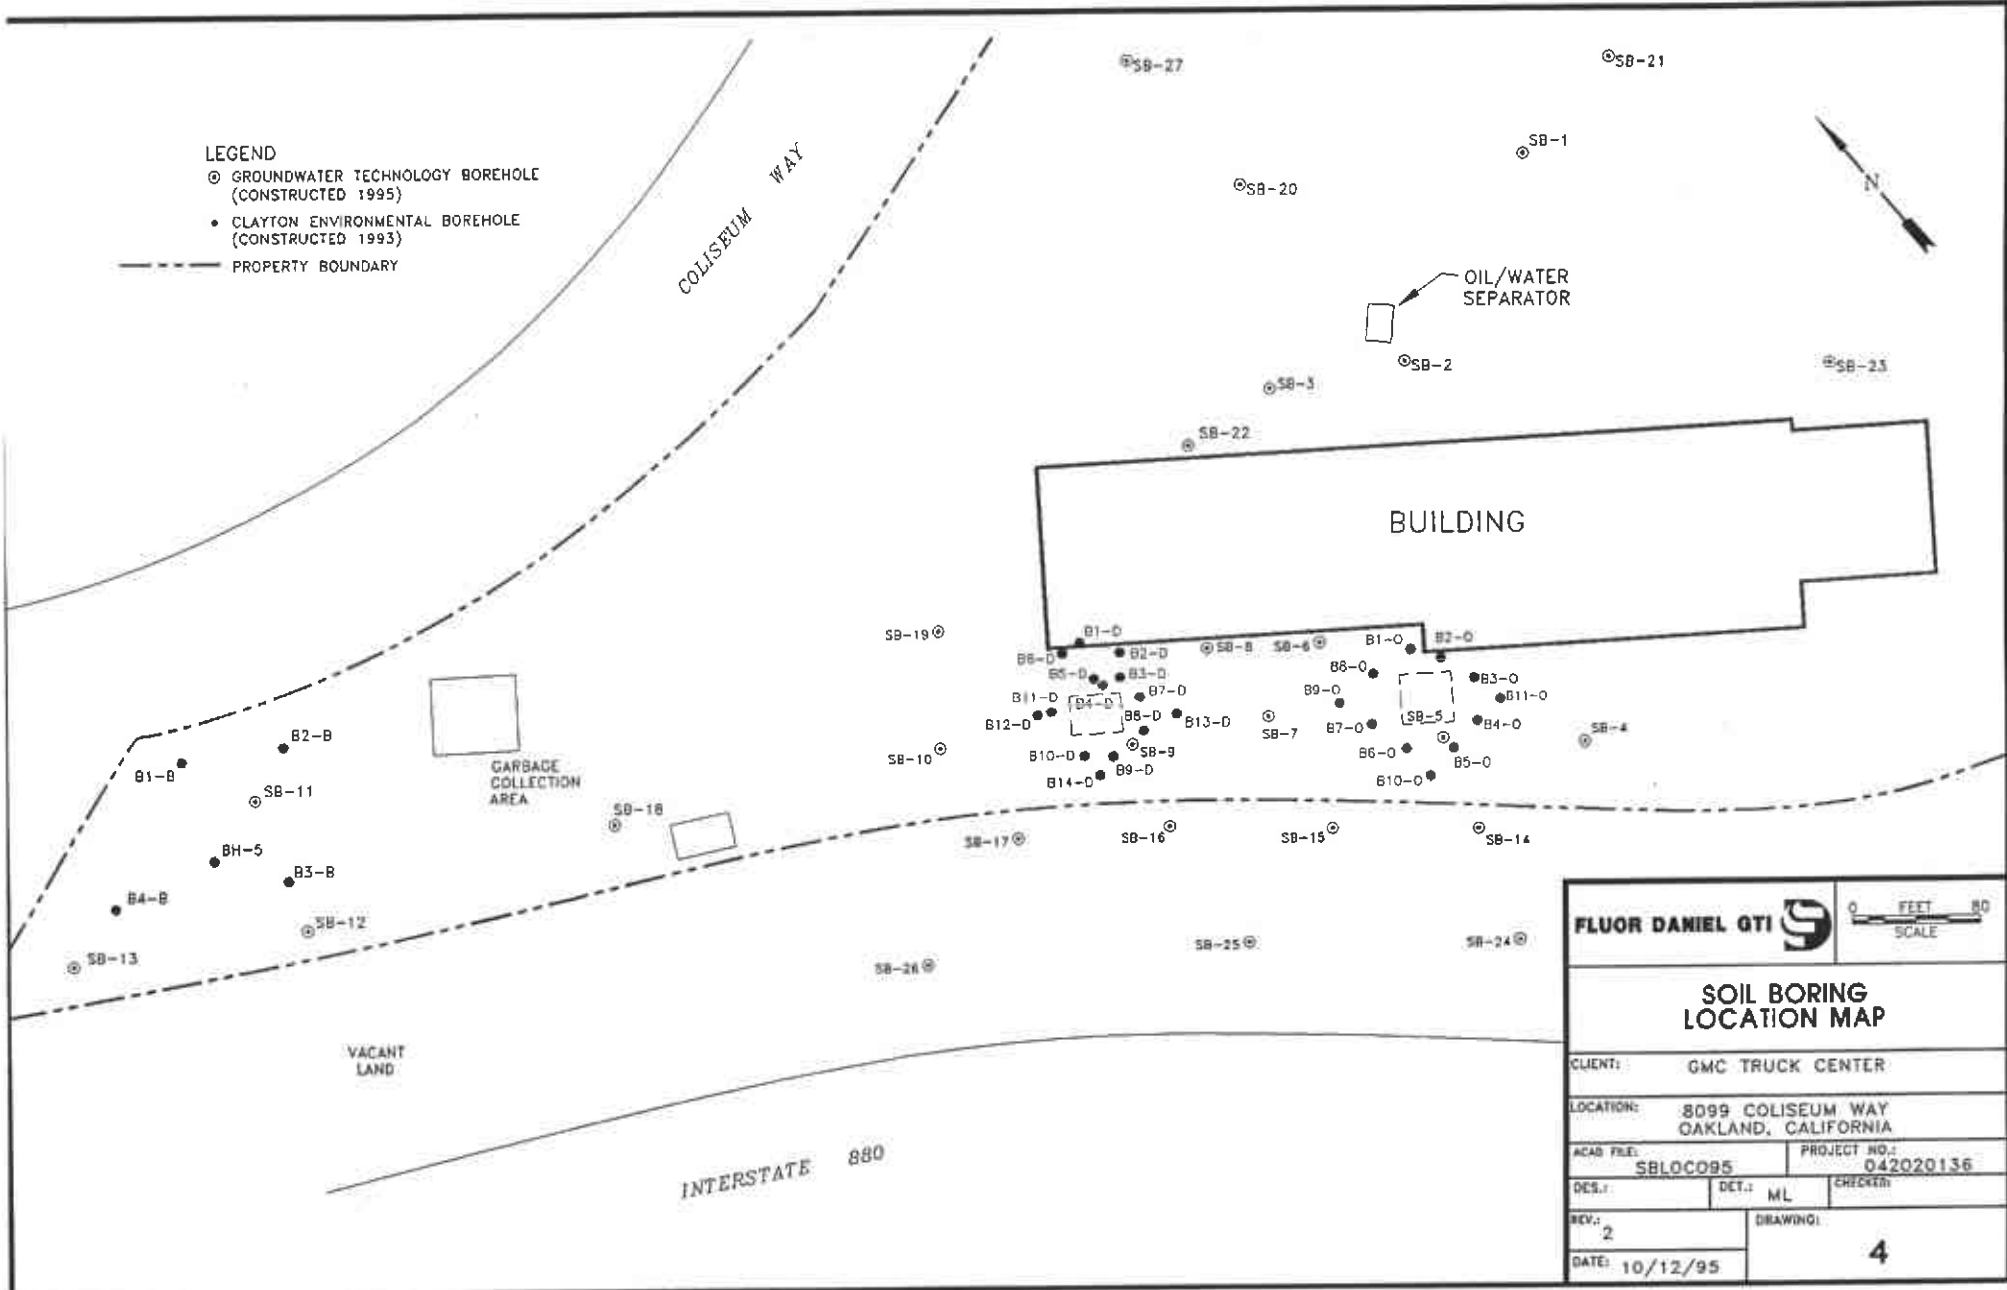 SB-27
SB-21
LEGEND
GROUNDWATER TECHNOLOGY BOREHOLE
(CONSTRUCTED 1995)
CLAYTON ENVIRONMENTAL BOREHOLE
(CONSTRUCTED 1993)
PROPERTY BOUNDARY
COLISEUM WAY
SB-1
SB-20
N
OIL/WATER
SEPARATOR
SB-2
SB-3
SB-23
SB-22
BUILDING
SB-19
B1-D
B6-D
B2-D
SB-8
SB-6
B1-O
B2-O
B5-D
B3-D
B8-O
B3-O
B11-D
B4-D
B7-D
B9-O
B11-O
B12-D
B8-D
B13-D
SB-7
B7-O
SB-5
B4-O
SB-4
SB-10
B10-D
SB-9
B6-O
B5-O
B14-D
B9-D
B10-O
B2-B
B1-B
GARBAGE
COLLECTION
AREA
SB-11
SB-18
SB-17
SB-16
SB-15
SB-14
BH-5
B3-B
B4-B
SB-12
SB-13
SB-26
SB-25
SB-24
VACANT
LAND
INTERSTATE 880
FLUOR DANIEL GTI
0 FEET 80
SCALE
SOIL BORING
LOCATION MAP
CLIENT: GMC TRUCK CENTER
LOCATION: 8099 COLISEUM WAY
OAKLAND, CALIFORNIA
ACAD FILE: SBLOCO95
PROJECT NO.: 042020136
DES.:
DET.: ML
CHECKED:
REV.: 2
DRAWING: 4
DATE: 10/12/95